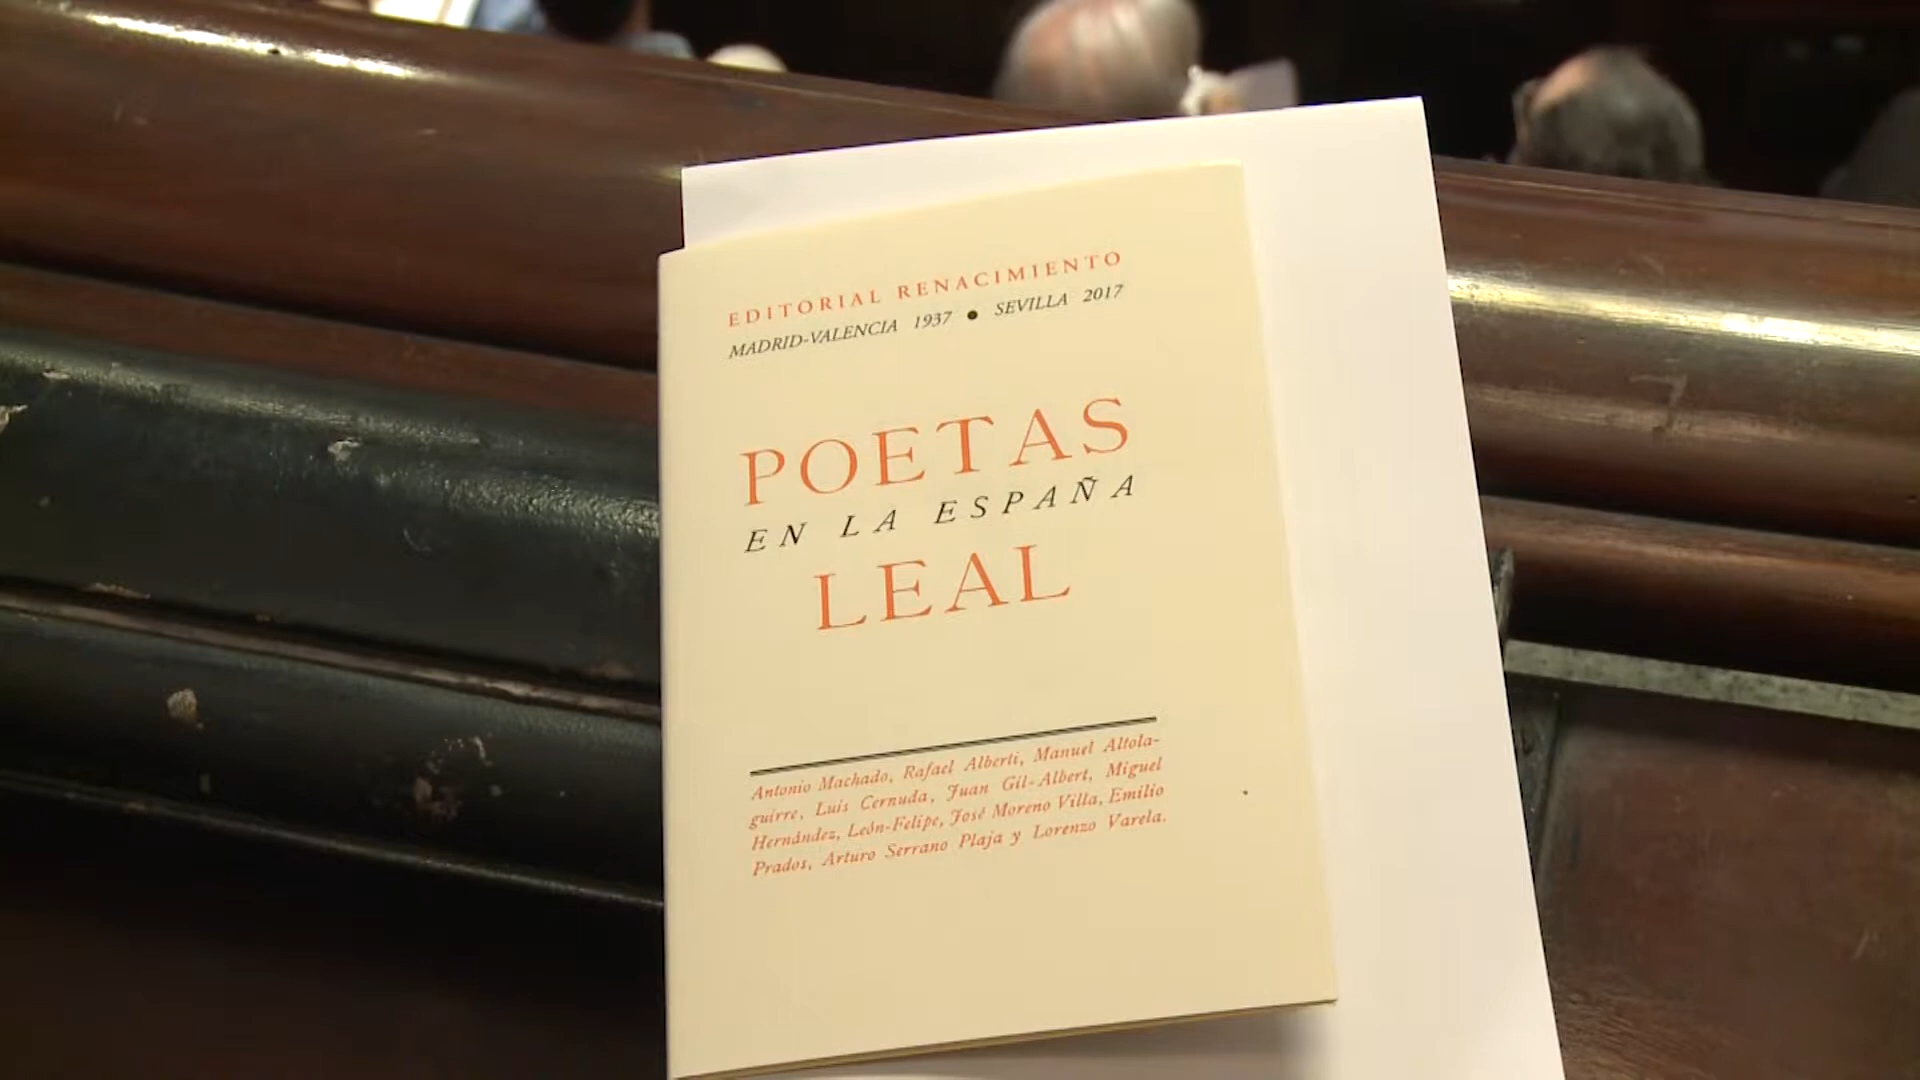 EDITORIAL RENACIMIENTO
MADRID-VALENCIA 1937 ● SEVILLA 2017
POETAS
EN LA ESPAÑA
LEAL
Antonio Machado, Rafael Alberti, Manuel Altola-
guirre, Luis Cernuda, Juan Gil-Albert, Miguel
Hernández, León-Felipe, José Moreno Villa, Emilio
Prados, Arturo Serrano Plaja y Lorenzo Varela.